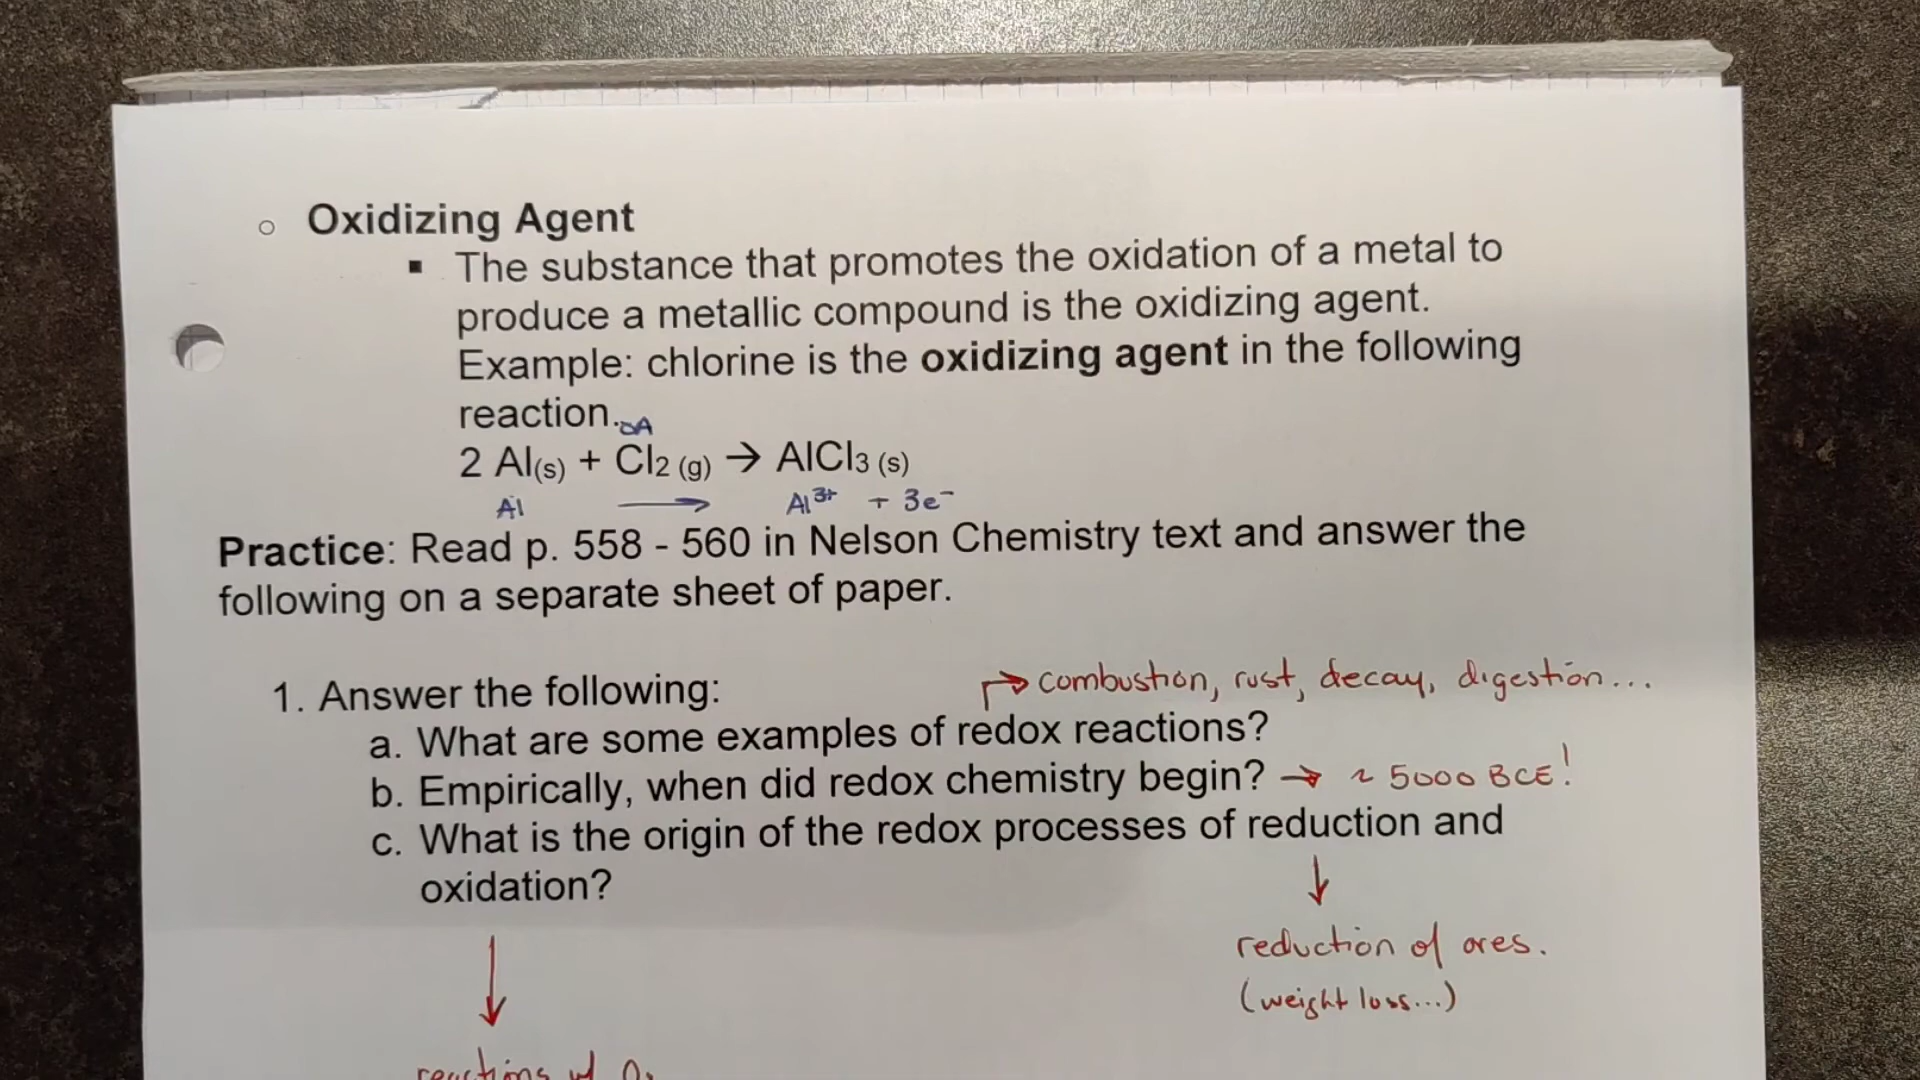 ○ Oxidizing Agent
▪ The substance that promotes the oxidation of a metal to
produce a metallic compound is the oxidizing agent.
Example: chlorine is the oxidizing agent in the following
reaction.
OA
2 Al(s) + Cl2 (g) → AlCl3 (s)
Al → Al3+ + 3e-
Practice: Read p. 558 - 560 in Nelson Chemistry text and answer the
following on a separate sheet of paper.
→ combustion, rust, decay, digestion...
1. Answer the following:
a. What are some examples of redox reactions?
b. Empirically, when did redox chemistry begin? → ~ 5000 BCE!
c. What is the origin of the redox processes of reduction and
oxidation?
reduction of ores.
(weight loss...)
reactions w/